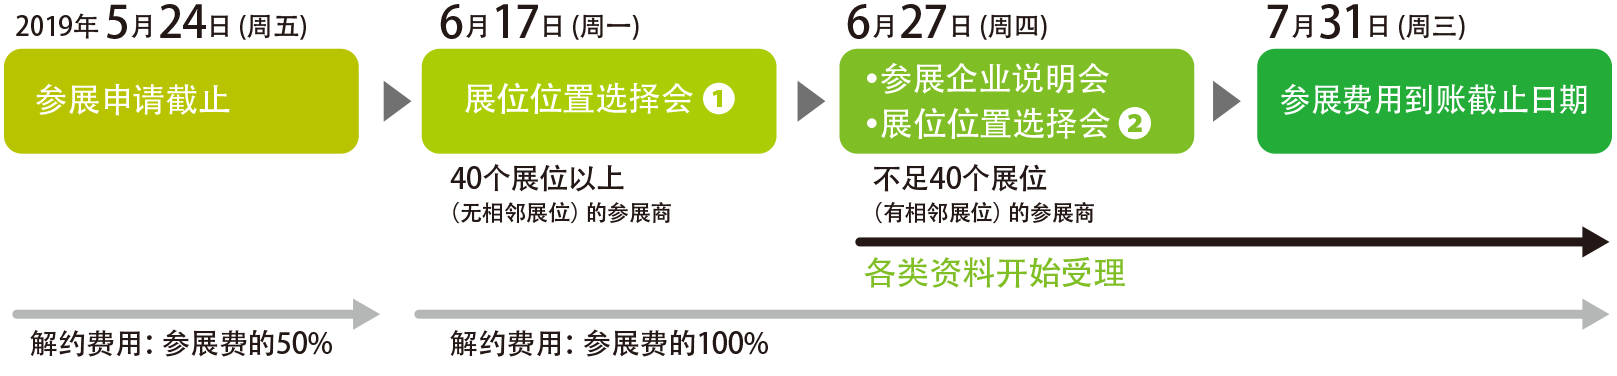 2019年 5月24日 (周五)
参展申请截止
6月17日 (周一)
展位位置选择会 ❶
40个展位以上
（无相邻展位）的参展商
6月27日 (周四)
•参展企业说明会
•展位位置选择会 ❷
不足40个展位
（有相邻展位）的参展商
7月31日 (周三)
参展费用到账截止日期
各类资料开始受理
解约费用：参展费的50%
解约费用：参展费的100%